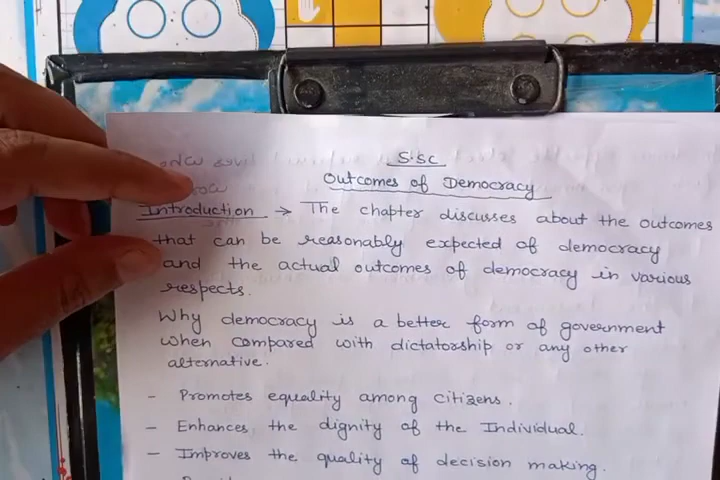 S.SC
Outcomes of Democracy
Introduction → The chapter discusses about the outcomes
that can be reasonably expected of democracy
and the actual outcomes of democracy in various
respects.
Why democracy is a better form of government
when compared with dictatorship or any other
alternative.
- Promotes equality among citizens.
- Enhances the dignity of the Individual.
- Improves the quality of decision making.